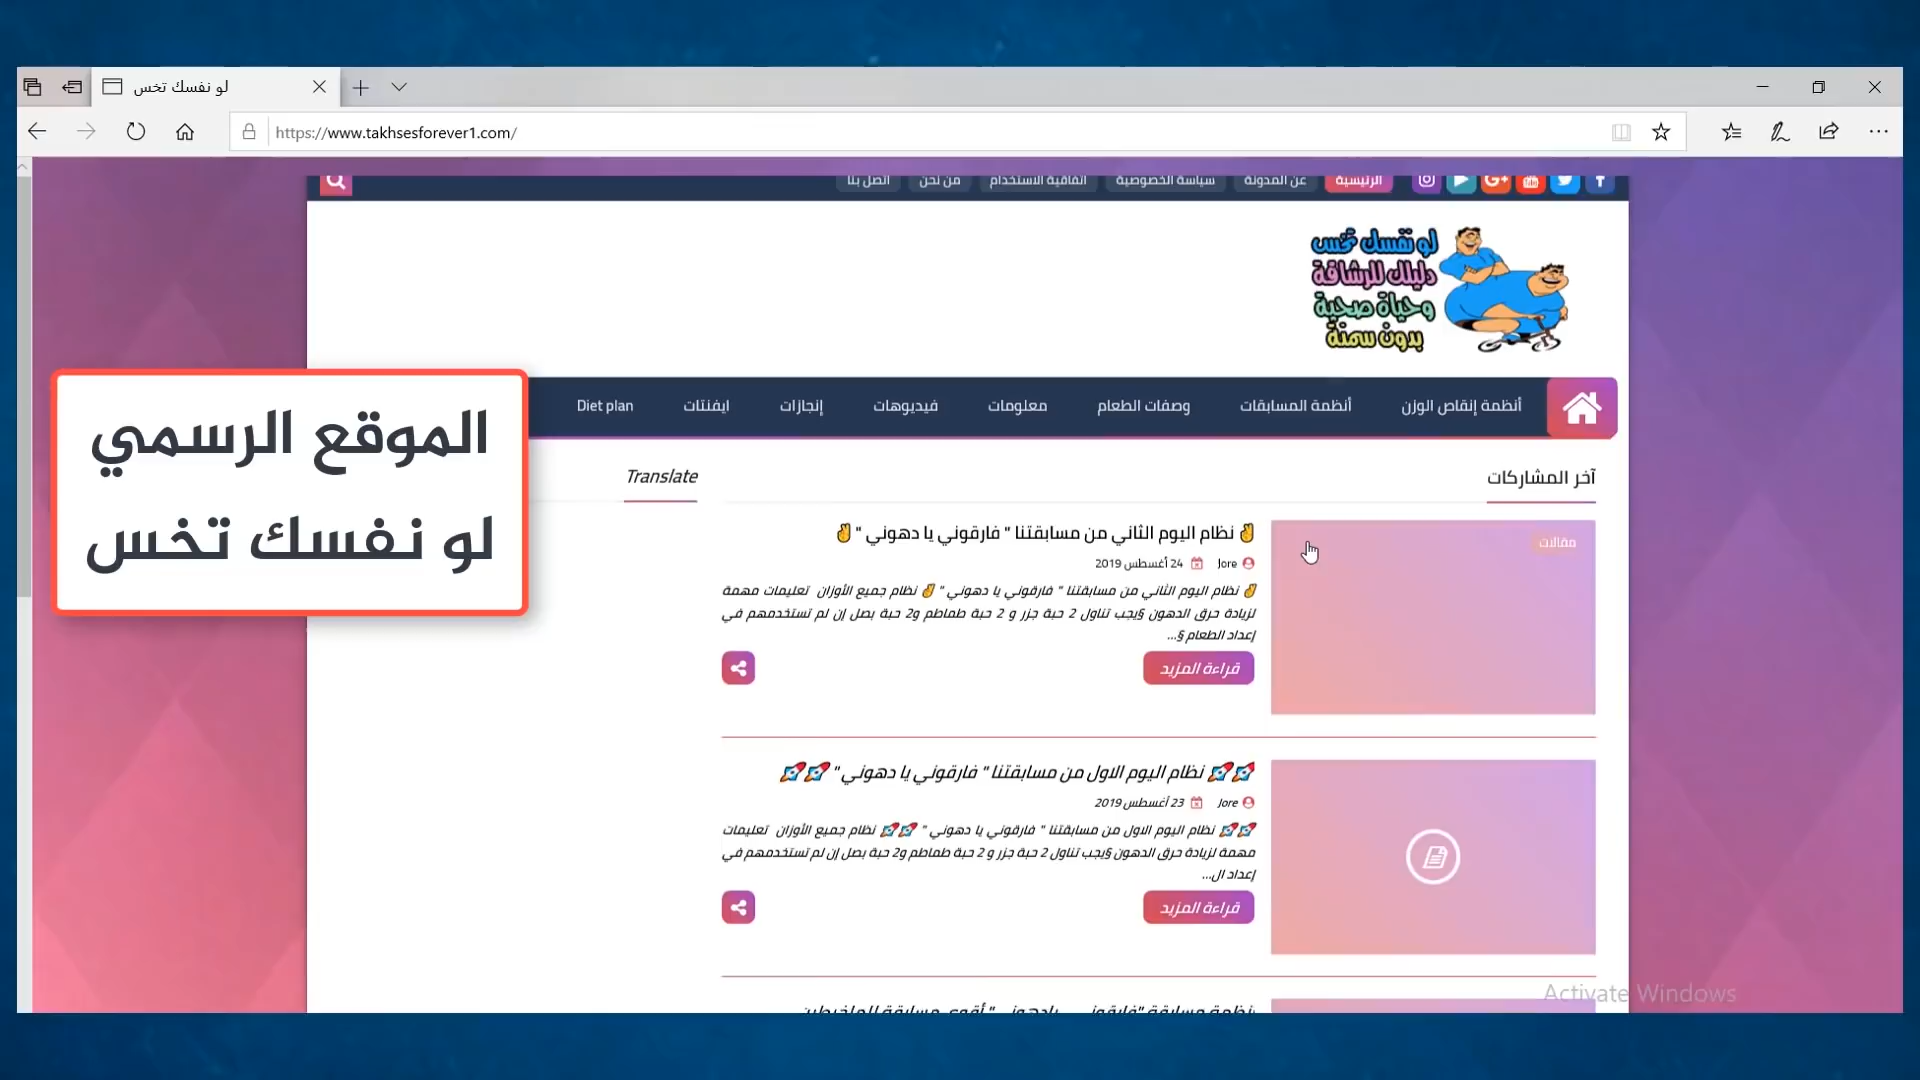 لو نفسك تخس
https://www.takhsesforever1.com/
الرئيسية
عن المدونة
سياسة الخصوصية
اتفاقية الاستخدام
من نحن
اتصل بنا
لو نفسك تخس
دليلك للرشاقة
وحياة صحية
بدون سمنة
أنظمة إنقاص الوزن
أنظمة المسابقات
وصفات الطعام
معلومات
فيديوهات
إنجازات
ايفنتات
Diet plan
الموقع الرسمي
لو نفسك تخس
آخر المشاركات
Translate
مقالات
✌ نظام اليوم الثاني من مسابقتنا " فارقوني يا دهوني " ✌
Jore 24 أغسطس 2019
✌ نظام اليوم الثاني من مسابقتنا " فارقوني يا دهوني " ✌ نظام جميع الأوزان تعليمات مهمة
لزيادة حرق الدهون §يجب تناول 2 حبة جزر و 2 حبة طماطم و2 حبة بصل إن لم تستخدمهم في
إعداد الطعام §...
قراءة المزيد
🚀🚀 نظام اليوم الاول من مسابقتنا " فارقوني يا دهوني " 🚀🚀
Jore 23 أغسطس 2019
🚀🚀 نظام اليوم الاول من مسابقتنا " فارقوني يا دهوني " 🚀🚀 نظام جميع الأوزان تعليمات
مهمة لزيادة حرق الدهون §يجب تناول 2 حبة جزر و 2 حبة طماطم و2 حبة بصل إن لم تستخدمهم في
إعداد ال...
قراءة المزيد
Activate Windows